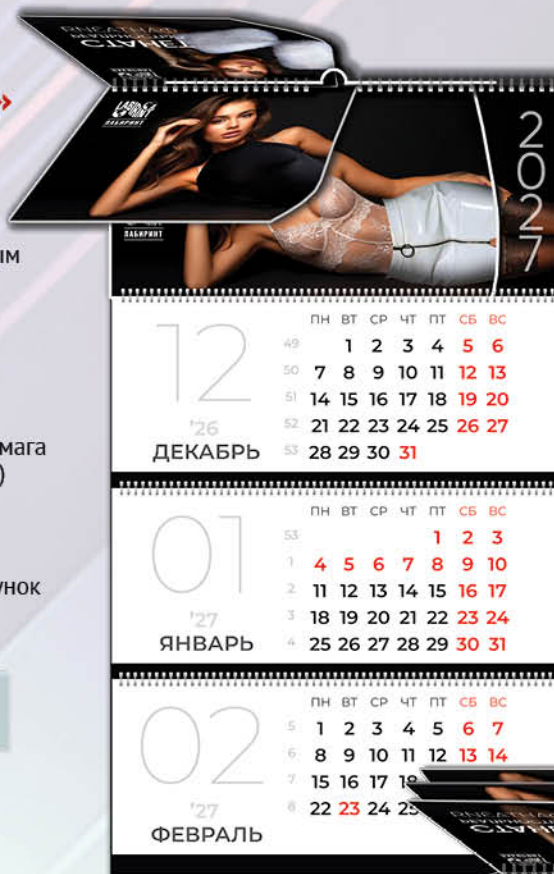 СТАНЕТ
»
ЛАБИРИНТ
2027
ЛАБИРИНТ
ым
мага
)
унок
ПН ВТ СР ЧТ ПТ СБ ВС
12
49 1 2 3 4 5 6
50 7 8 9 10 11 12 13
51 14 15 16 17 18 19 20
'26
52 21 22 23 24 25 26 27
ДЕКАБРЬ
53 28 29 30 31
ПН ВТ СР ЧТ ПТ СБ ВС
01
53 1 2 3
1 4 5 6 7 8 9 10
2 11 12 13 14 15 16 17
'27
3 18 19 20 21 22 23 24
ЯНВАРЬ
4 25 26 27 28 29 30 31
ПН ВТ СР ЧТ ПТ СБ ВС
02
5 1 2 3 4 5 6 7
6 8 9 10 11 12 13 14
7 15 16 17
'27
8 22 23 24
ФЕВРАЛЬ
СТАНЕТ